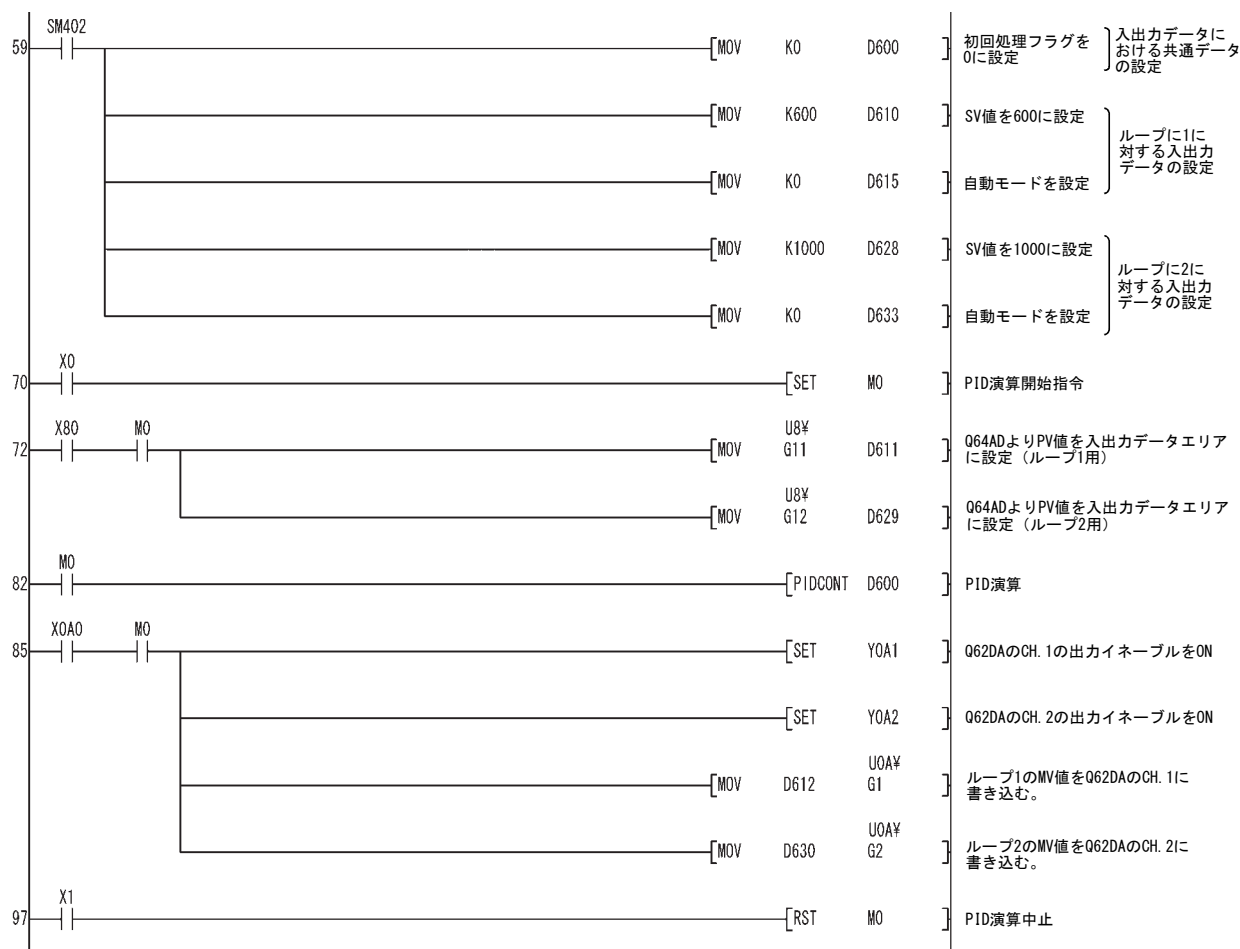 SM402
59 MOV K0 D600 初回処理フラグを
0に設定
入出力データに
おける共通データ
の設定
MOV K600 D610 SV値を600に設定
ループに1に
対する入出力
データの設定
MOV K0 D615 自動モードを設定
MOV K1000 D628 SV値を1000に設定
ループに2に
対する入出力
データの設定
MOV K0 D633 自動モードを設定
X0
70 SET M0 PID演算開始指令
X80 M0 U8¥
72 MOV G11 D611 Q64ADよりPV値を入出力データエリア
に設定（ループ1用）
U8¥
MOV G12 D629 Q64ADよりPV値を入出力データエリア
に設定（ループ2用）
M0
82 PIDCONT D600 PID演算
X0A0 M0
85 SET Y0A1 Q62DAのCH.1の出力イネーブルをON
SET Y0A2 Q62DAのCH.2の出力イネーブルをON
U0A¥
MOV D612 G1 ループ1のMV値をQ62DAのCH.1に
書き込む。
U0A¥
MOV D630 G2 ループ2のMV値をQ62DAのCH.2に
書き込む。
X1
97 RST M0 PID演算中止